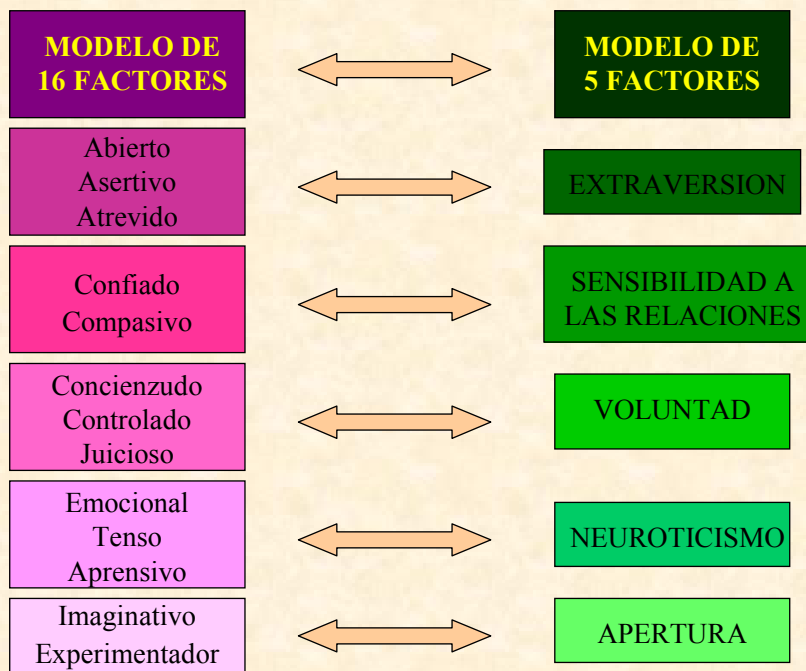 MODELO DE
16 FACTORES
MODELO DE
5 FACTORES
Abierto
Asertivo
Atrevido
EXTRAVERSION
Confiado
Compasivo
SENSIBILIDAD A
LAS RELACIONES
Concienzudo
Controlado
Juicioso
VOLUNTAD
Emocional
Tenso
Aprensivo
NEUROTICISMO
Imaginativo
Experimentador
APERTURA